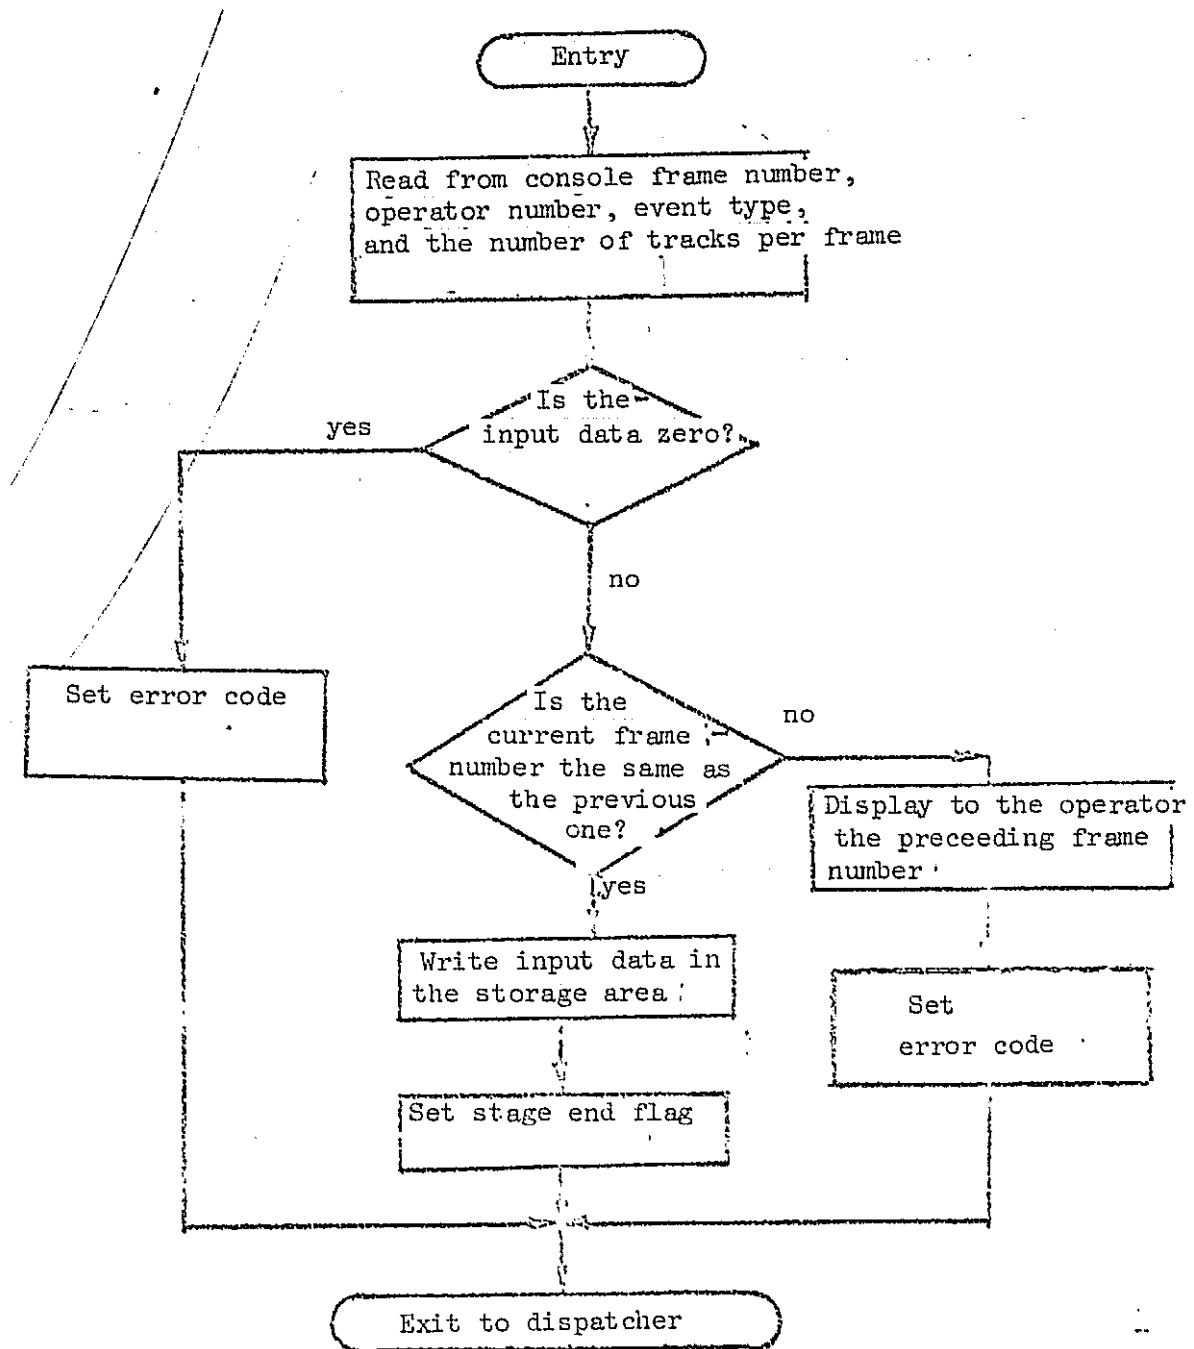 Entry
Read from console frame number,
operator number, event type,
and the number of tracks per frame
Is the
input data zero?
yes
no
Set error code
Is the
current frame
number the same as
the previous
one?
no
Display to the operator
the preceeding frame
number
yes
Write input data in
the storage area
Set
error code
Set stage end flag
Exit to dispatcher